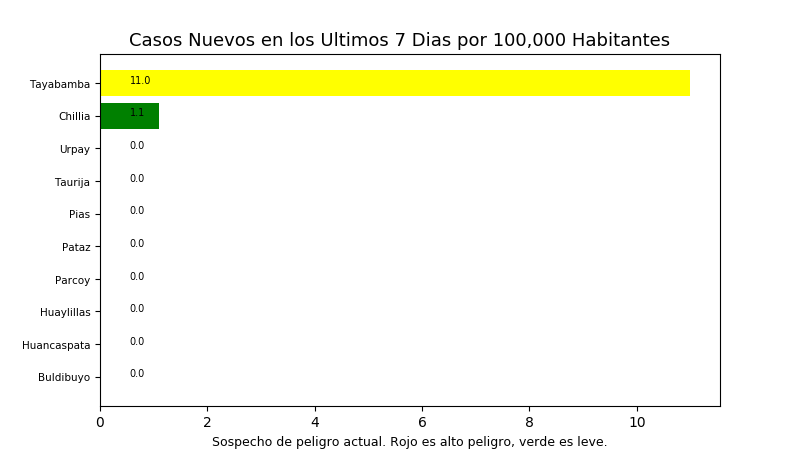 Casos Nuevos en los Ultimos 7 Dias por 100,000 Habitantes
Tayabamba 11.0
Chillia 1.1
Urpay 0.0
Taurija 0.0
Pias 0.0
Pataz 0.0
Parcoy 0.0
Huaylillas 0.0
Huancaspata 0.0
Buldibuyo 0.0
0 2 4 6 8 10
Sospecho de peligro actual. Rojo es alto peligro, verde es leve.